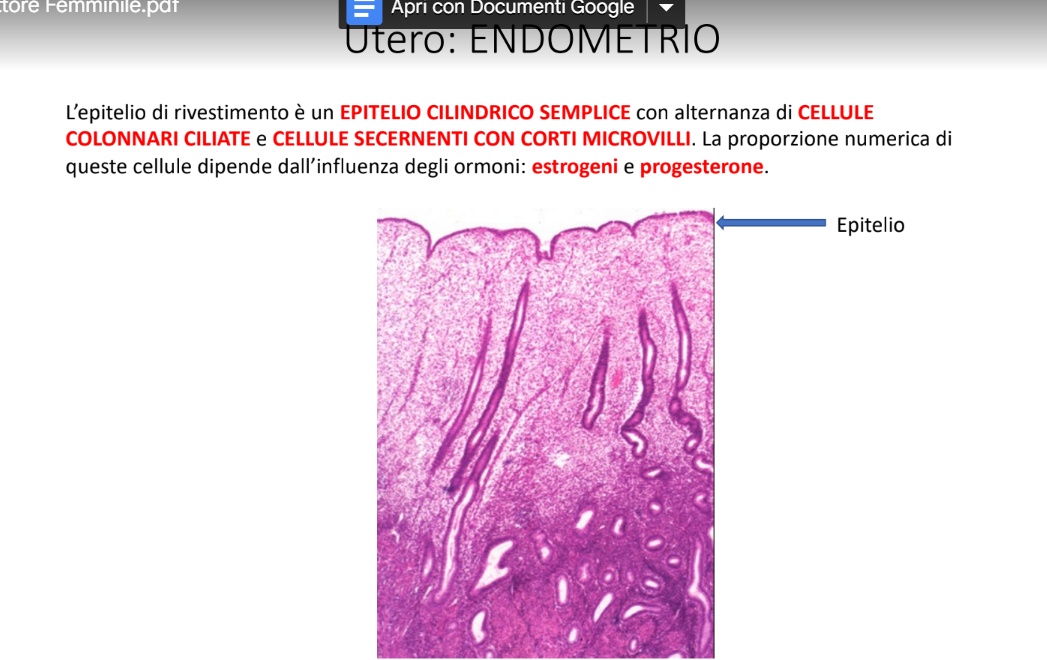 ttore Femminile.pdf
Apri con Documenti Google
Utero: ENDOMETRIO
L'epitelio di rivestimento è un EPITELIO CILINDRICO SEMPLICE con alternanza di CELLULE
COLONNARI CILIATE e CELLULE SECERNENTI CON CORTI MICROVILLI. La proporzione numerica di
queste cellule dipende dall'influenza degli ormoni: estrogeni e progesterone.
Epitelio